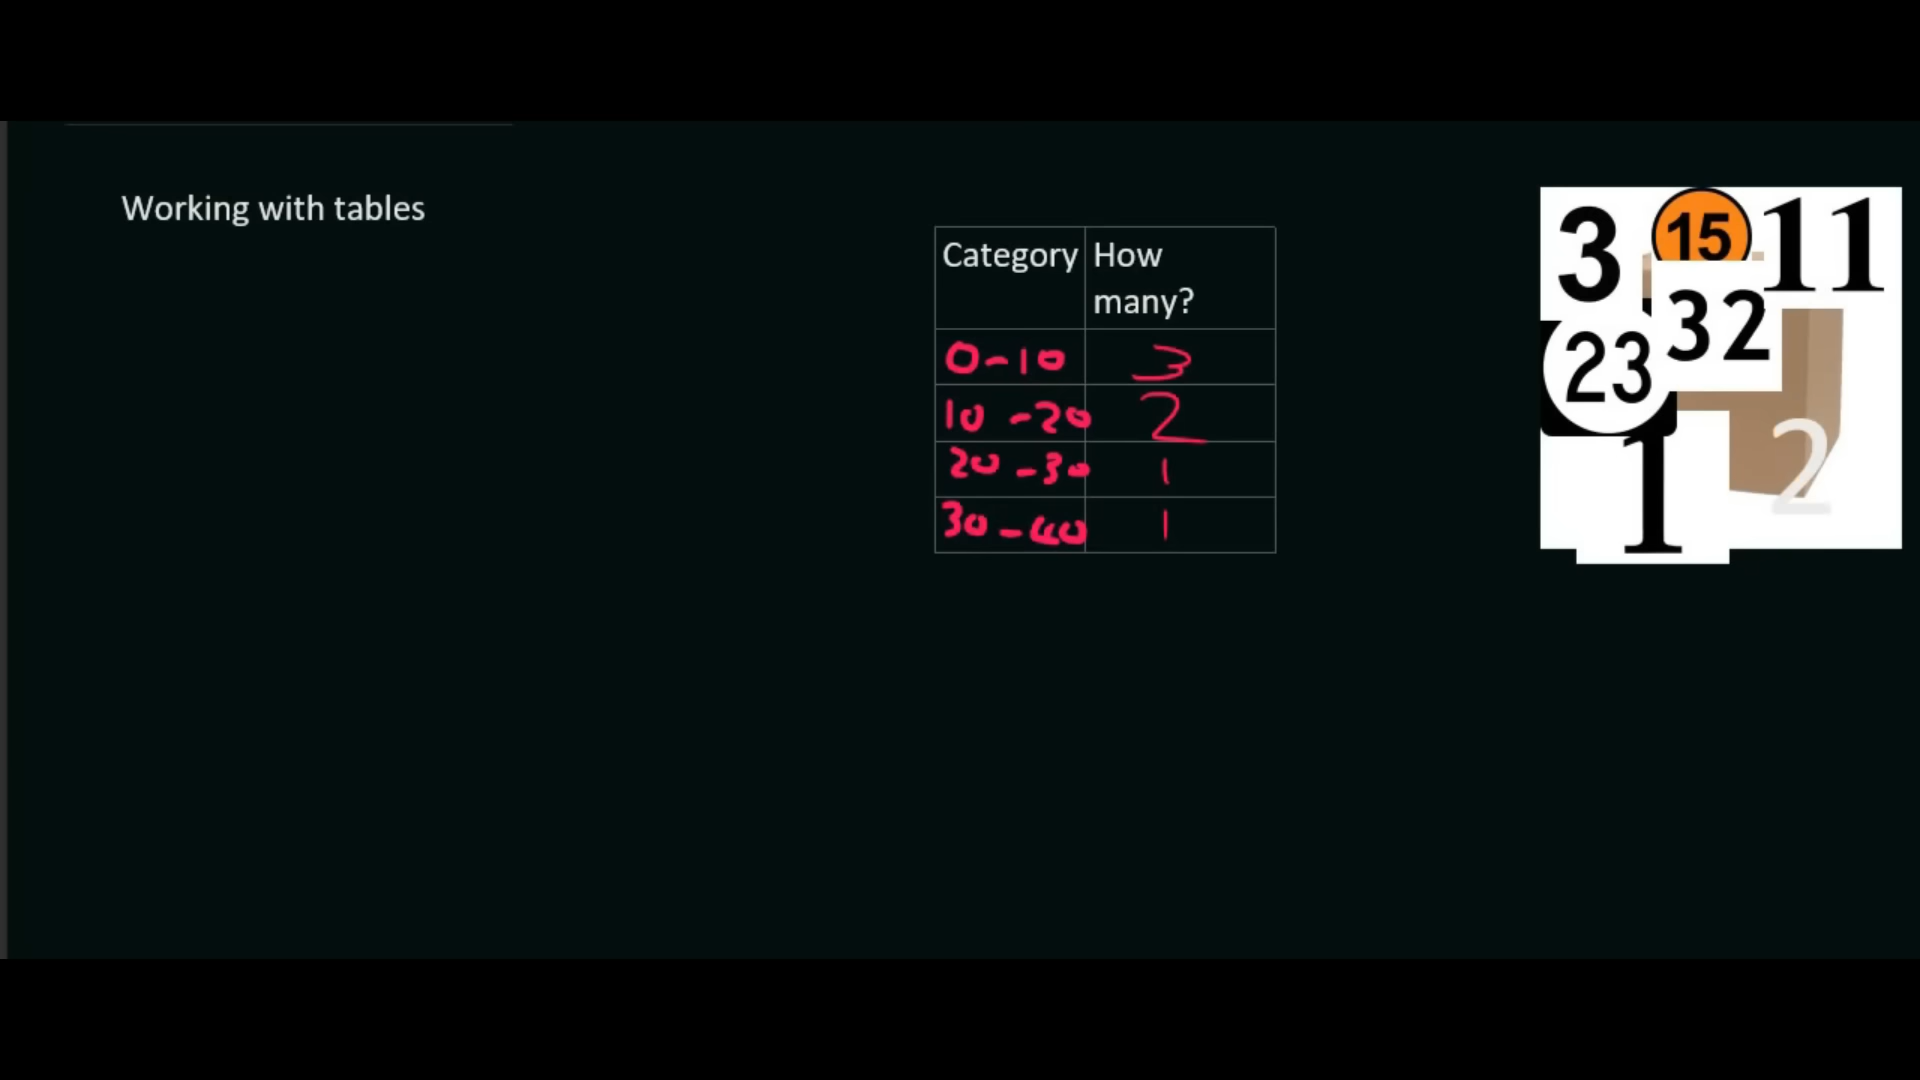 Working with tables
Category How many?
0-10 3
10-20 2
20-30 1
30-40 1
3 15 11
23 32
1 2